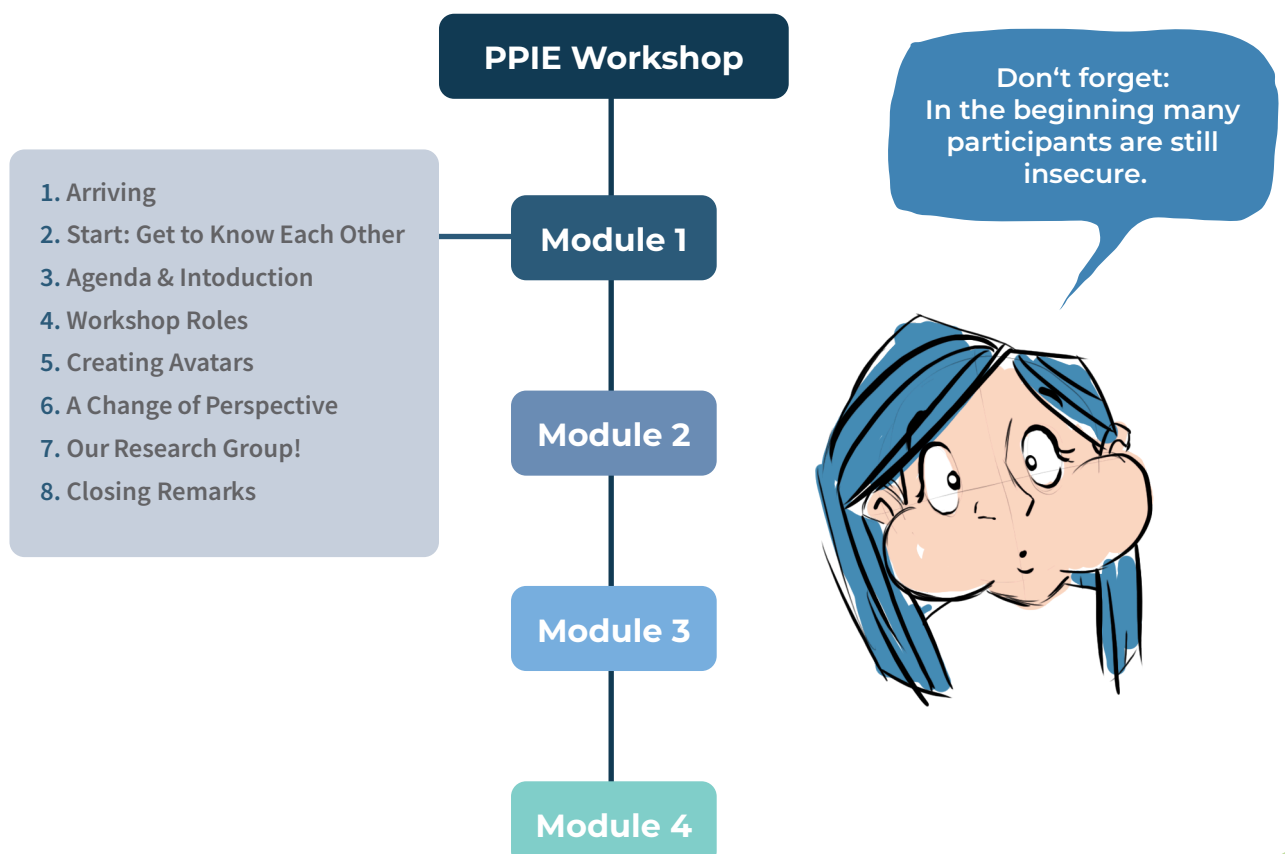 PPIE Workshop
Don‘t forget:
In the beginning many
participants are still
insecure.
1. Arriving
2. Start: Get to Know Each Other
3. Agenda & Intoduction
4. Workshop Roles
5. Creating Avatars
6. A Change of Perspective
7. Our Research Group!
8. Closing Remarks
Module 1
Module 2
Module 3
Module 4